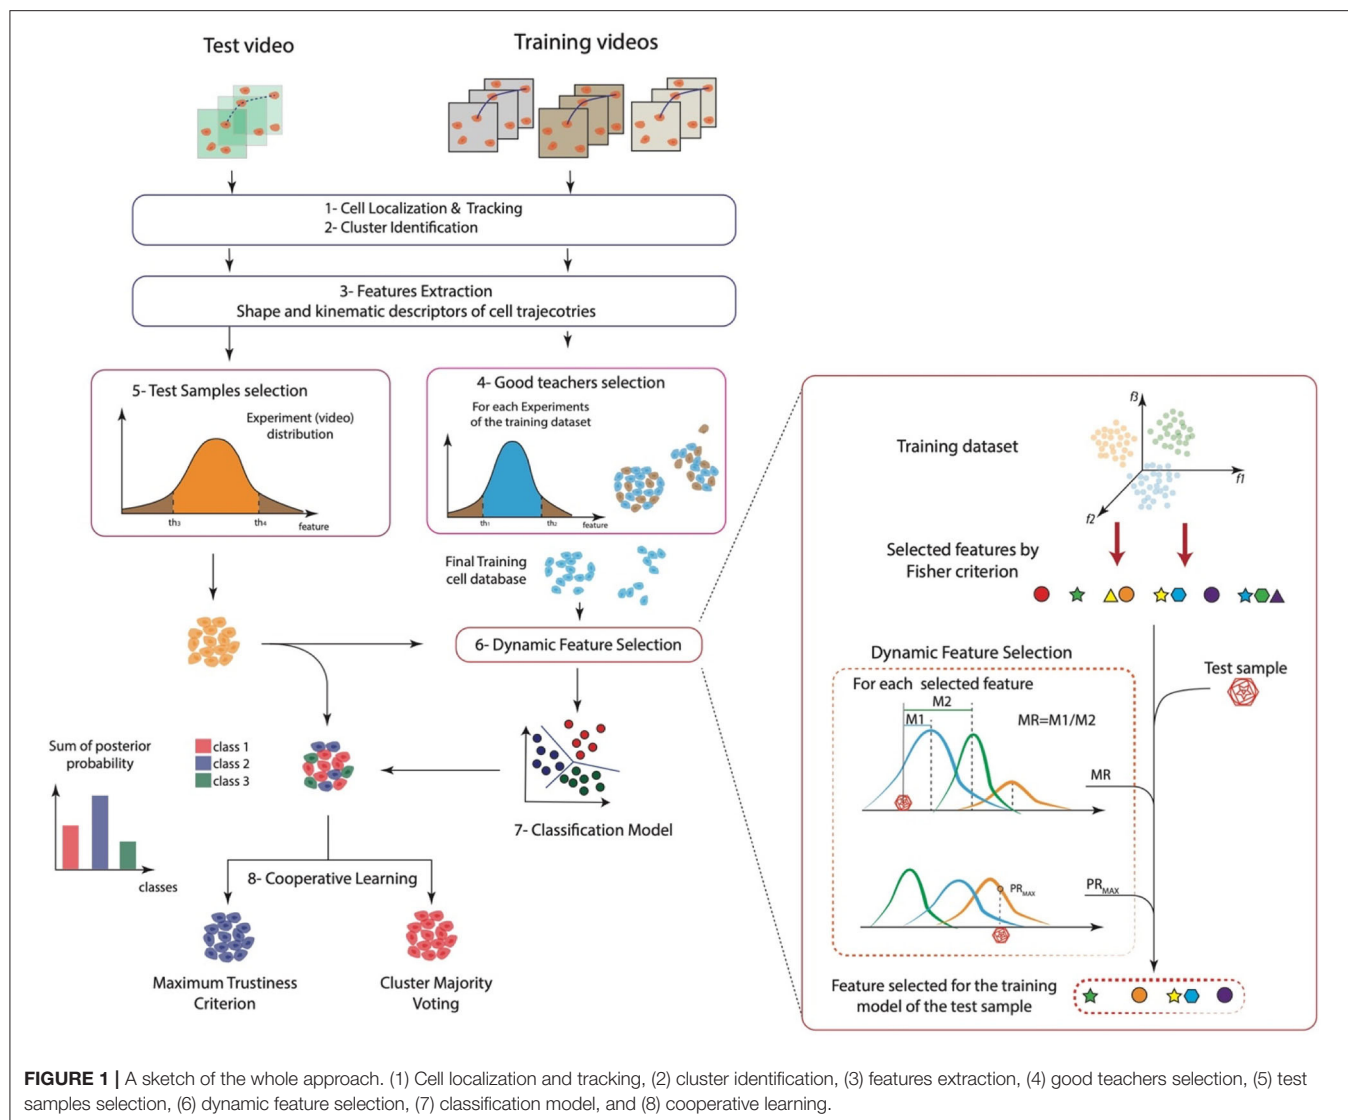 Test video
Training videos
1- Cell Localization & Tracking
2- Cluster Identification
3- Features Extraction
Shape and kinematic descriptors of cell trajecotries
5- Test Samples selection
Experiment (video)
distribution
th3
th4
feature
4- Good teachers selection
For each Experiments
of the training dataset
th1
th2
feature
Final Training
cell database
6- Dynamic Feature Selection
Sum of posterior
probability
class 1
class 2
class 3
classes
7- Classification Model
8- Cooperative Learning
Maximum Trustiness
Criterion
Cluster Majority
Voting
Training dataset
f3
f1
f2
Selected features by
Fisher criterion
Dynamic Feature Selection
Test sample
For each selected feature
M2
M1
MR=M1/M2
MR
PRMAX
PRMAX
Feature selected for the training
model of the test sample
FIGURE 1 | A sketch of the whole approach. (1) Cell localization and tracking, (2) cluster identification, (3) features extraction, (4) good teachers selection, (5) test
samples selection, (6) dynamic feature selection, (7) classification model, and (8) cooperative learning.